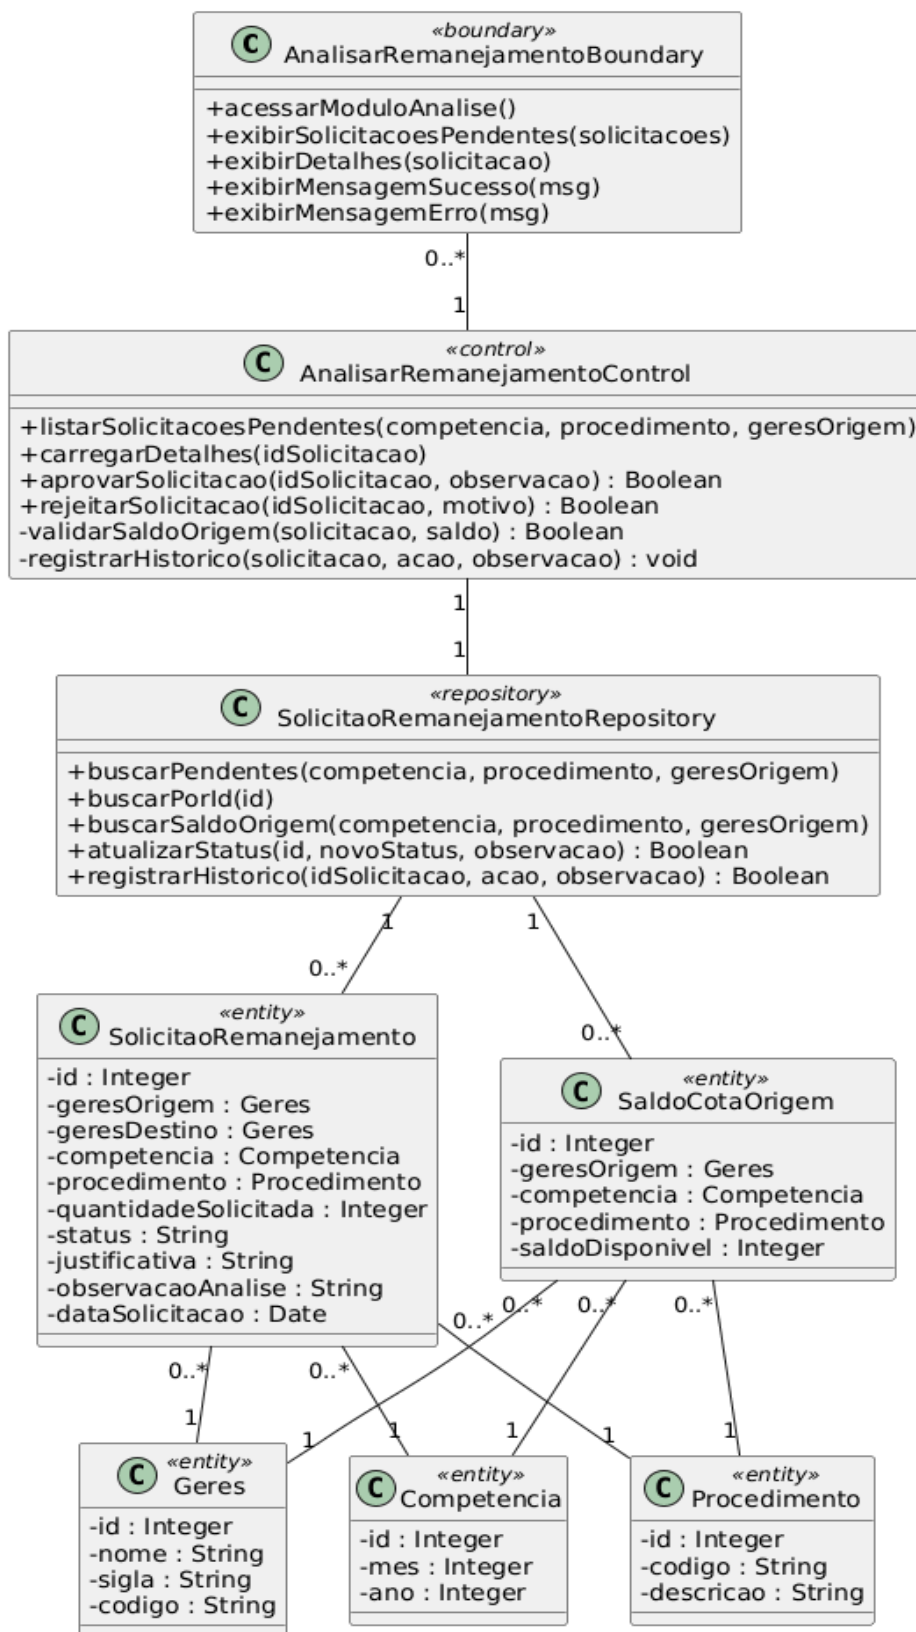 «boundary»
C AnalisarRemanejamentoBoundary
+acessarModuloAnalise()
+exibirSolicitacoesPendentes(solicitacoes)
+exibirDetalhes(solicitacao)
+exibirMensagemSucesso(msg)
+exibirMensagemErro(msg)
0..*
1
«control»
C AnalisarRemanejamentoControl
+listarSolicitacoesPendentes(competencia, procedimento, geresOrigem)
+carregarDetalhes(idSolicitacao)
+aprovarSolicitacao(idSolicitacao, observacao) : Boolean
+rejeitarSolicitacao(idSolicitacao, motivo) : Boolean
-validarSaldoOrigem(solicitacao, saldo) : Boolean
-registrarHistorico(solicitacao, acao, observacao) : void
1
1
«repository»
C SolicitaoRemanejamentoRepository
+buscarPendentes(competencia, procedimento, geresOrigem)
+buscarPorId(id)
+buscarSaldoOrigem(competencia, procedimento, geresOrigem)
+atualizarStatus(id, novoStatus, observacao) : Boolean
+registrarHistorico(idSolicitacao, acao, observacao) : Boolean
1
1
0..*
0..*
«entity»
C SolicitaoRemanejamento
-id : Integer
-geresOrigem : Geres
-geresDestino : Geres
-competencia : Competencia
-procedimento : Procedimento
-quantidadeSolicitada : Integer
-status : String
-justificativa : String
-observacaoAnalise : String
-dataSolicitacao : Date
«entity»
C SaldoCotaOrigem
-id : Integer
-geresOrigem : Geres
-competencia : Competencia
-procedimento : Procedimento
-saldoDisponivel : Integer
0..*
0..*
0..*
0..*
0..*
0..*
1
1
1
1
1
1
«entity»
C Geres
-id : Integer
-nome : String
-sigla : String
-codigo : String
«entity»
C Competencia
-id : Integer
-mes : Integer
-ano : Integer
«entity»
C Procedimento
-id : Integer
-codigo : String
-descricao : String